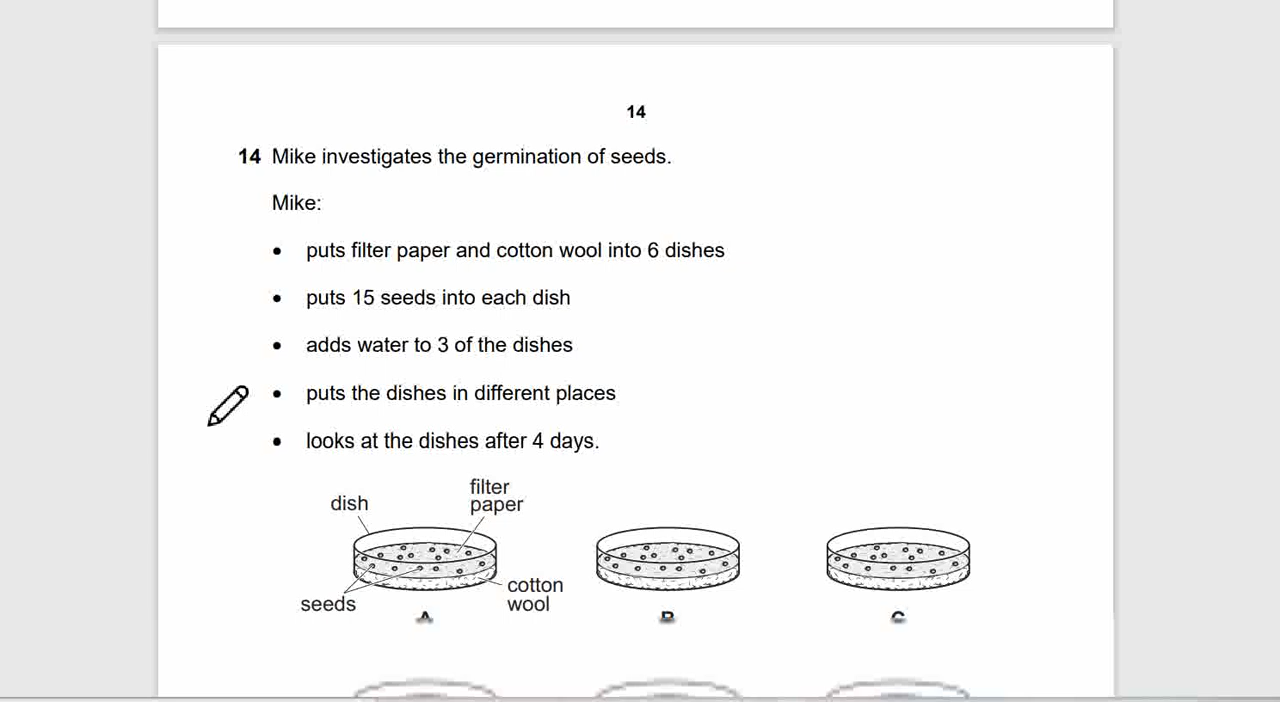 14
14 Mike investigates the germination of seeds.
Mike:
• puts filter paper and cotton wool into 6 dishes
• puts 15 seeds into each dish
• adds water to 3 of the dishes
• puts the dishes in different places
• looks at the dishes after 4 days.
dish
filter
paper
seeds
cotton
wool
A
B
C